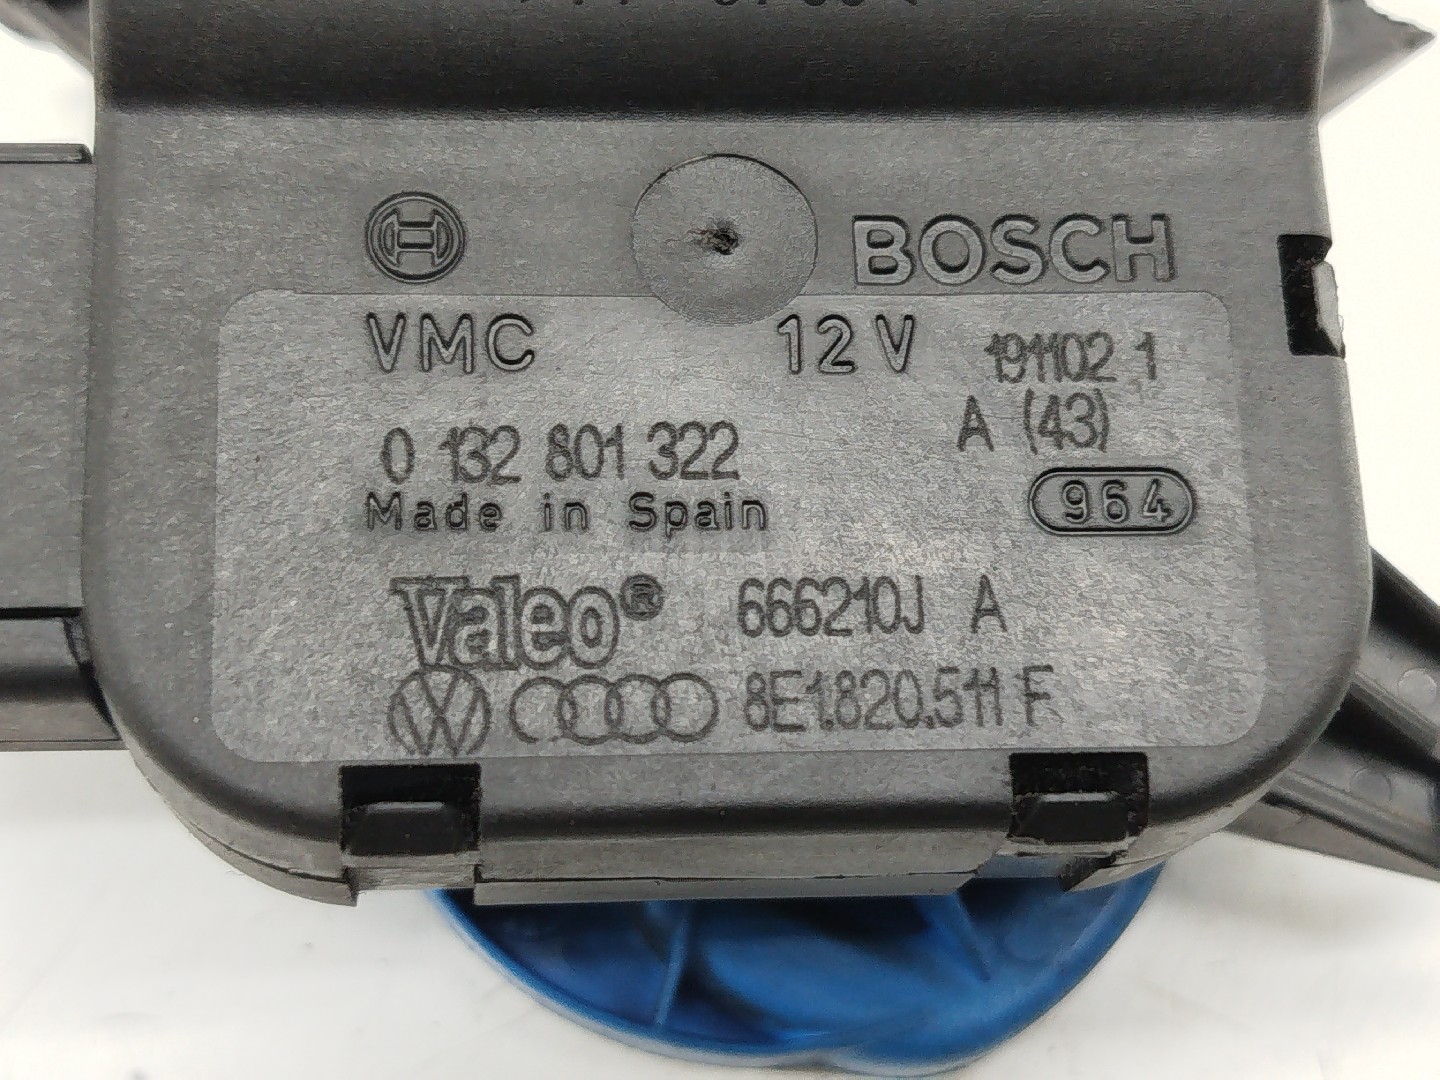 BOSCH
VMC 12 V 191102 1
A (43)
0 132 801 322
Made in Spain 964
Valeo® 666210J A
8E1.820.511 F